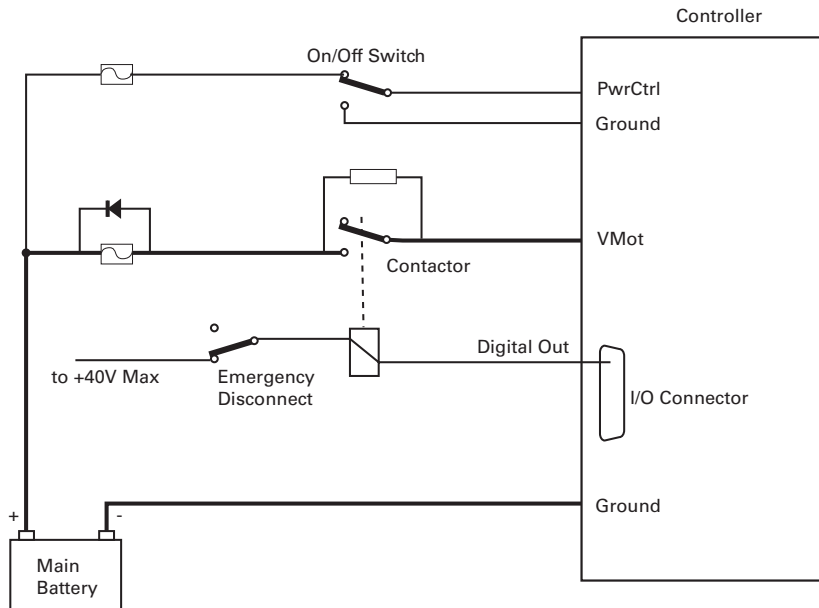 Controller
On/Off Switch
PwrCtrl
Ground
VMot
Contactor
Digital Out
to +40V Max
Emergency
Disconnect
I/O Connector
Ground
+
-
Main
Battery